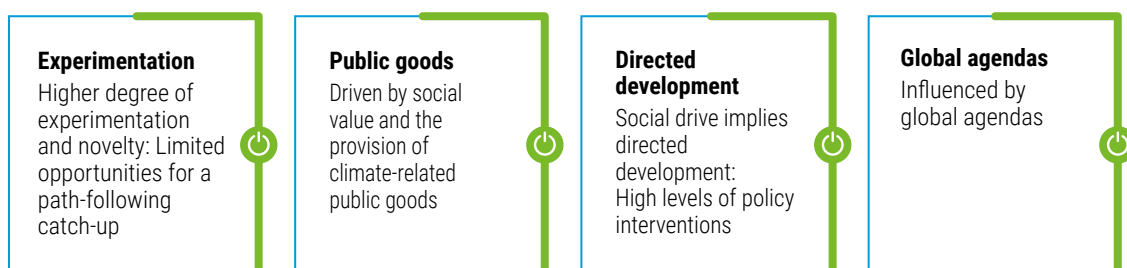 Experimentation
Higher degree of
experimentation
and novelty: Limited
opportunities for a
path-following
catch-up
Public goods
Driven by social
value and the
provision of
climate-related
public goods
Directed
development
Social drive implies
directed
development:
High levels of policy
interventions
Global agendas
Influenced by
global agendas